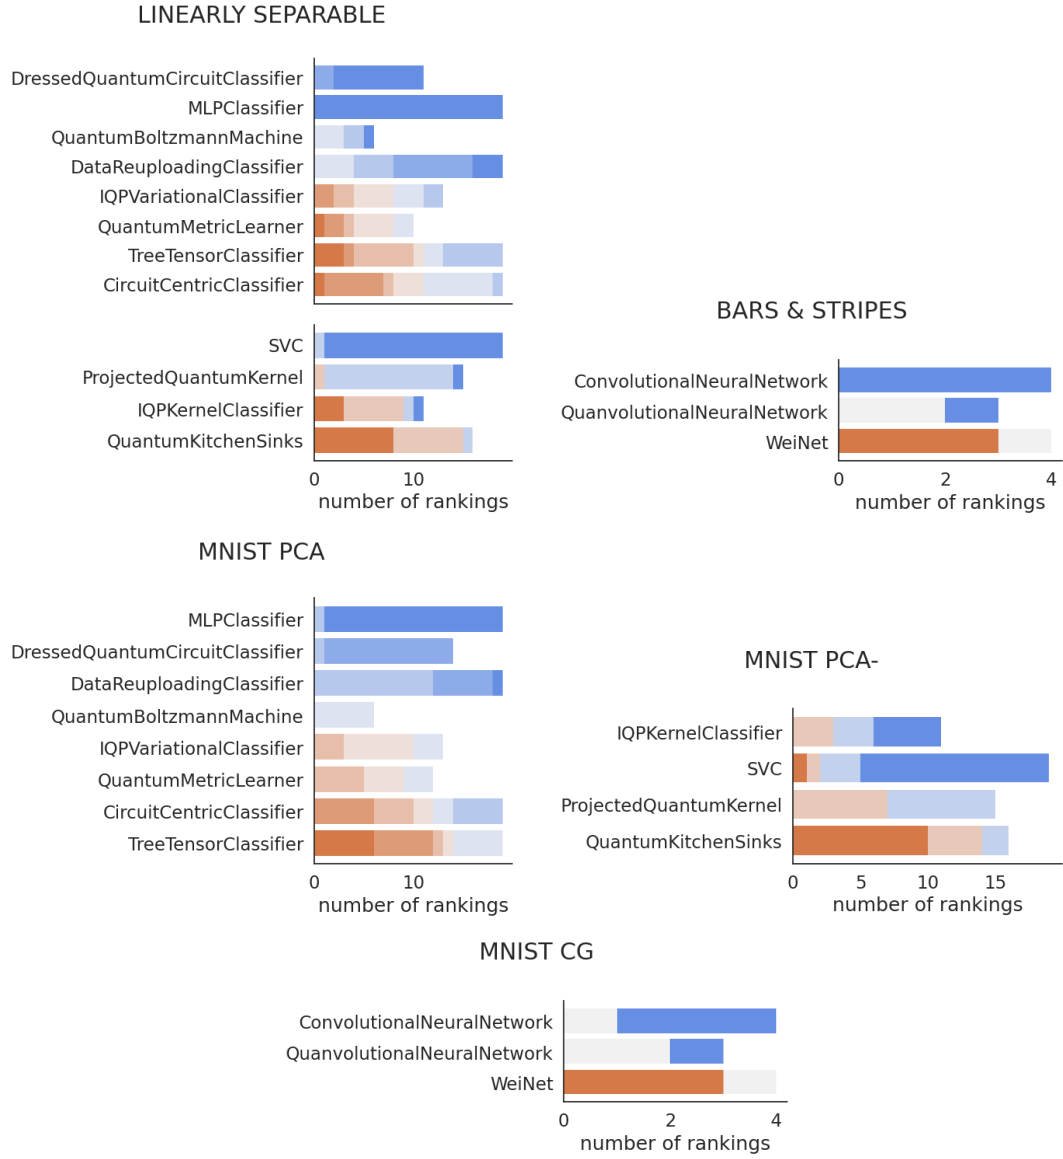 LINEARLY SEPARABLE
DressedQuantumCircuitClassifier
MLPClassifier
QuantumBoltzmannMachine
DataReuploadingClassifier
IQPVariationalClassifier
QuantumMetricLearner
TreeTensorClassifier
CircuitCentricClassifier
SVC
ProjectedQuantumKernel
IQPKernelClassifier
QuantumKitchenSinks
0 10
number of rankings
BARS & STRIPES
ConvolutionalNeuralNetwork
QuanvolutionalNeuralNetwork
WeiNet
0 2 4
number of rankings
MNIST PCA
MLPClassifier
DressedQuantumCircuitClassifier
DataReuploadingClassifier
QuantumBoltzmannMachine
IQPVariationalClassifier
QuantumMetricLearner
CircuitCentricClassifier
TreeTensorClassifier
0 10
number of rankings
MNIST PCA-
IQPKernelClassifier
SVC
ProjectedQuantumKernel
QuantumKitchenSinks
0 5 10 15
number of rankings
MNIST CG
ConvolutionalNeuralNetwork
QuanvolutionalNeuralNetwork
WeiNet
0 2 4
number of rankings